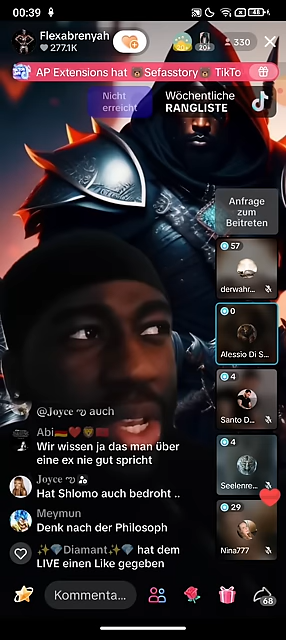 00:39
48
Flexabrenyah
277.1K
20+
330
AP Extensions hat Sefasstory TikTo
Nicht
erreicht
Wöchentliche
RANGLISTE
Anfrage
zum
Beitreten
57
derwahr...
0
Alessio Di S...
4
Santo D...
4
Seelenre...
29
Nina777
@Joyce ღ auch
Abi🇩🇪❤️🦁🇲🇦
Wir wissen ja das man über
eine ex nie gut spricht
Joyce ღ
Hat Shlomo auch bedroht ..
Meymun
Denk nach der Philosoph
✨💎Diamant✨💎 hat dem
LIVE einen Like gegeben
Kommenta...
68